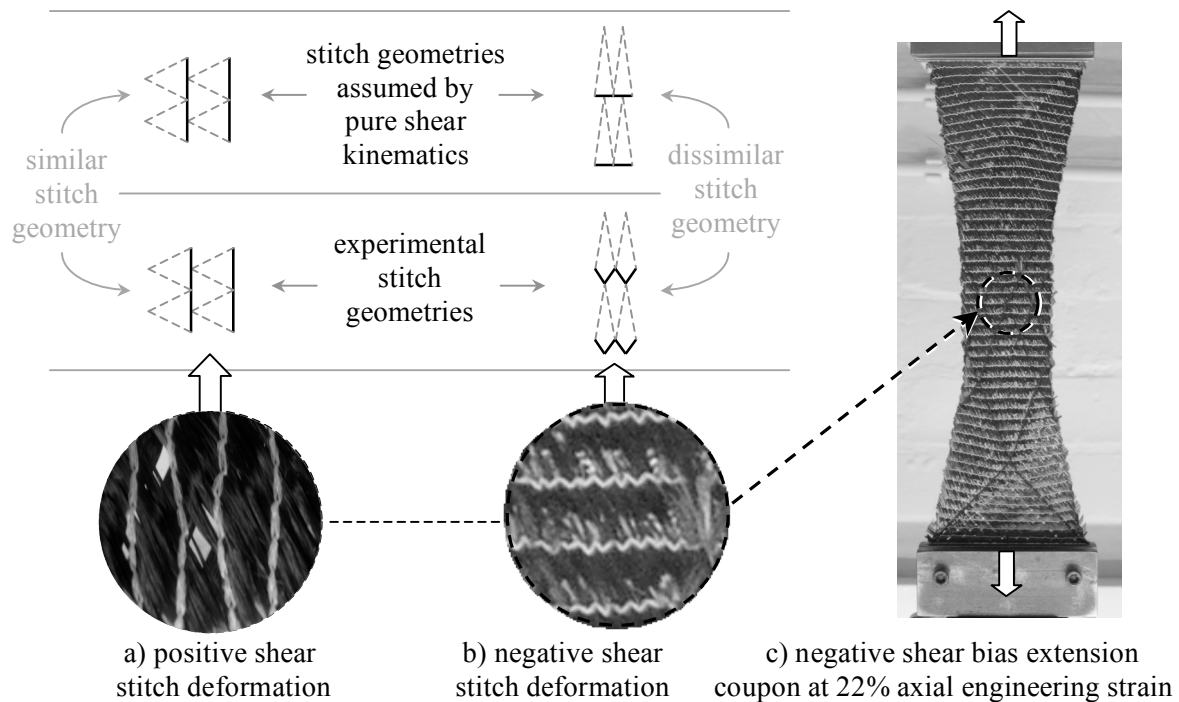 stitch geometries
assumed by
pure shear
kinematics
similar
stitch
geometry
dissimilar
stitch
geometry
experimental
stitch
geometries
a) positive shear
stitch deformation
b) negative shear
stitch deformation
c) negative shear bias extension
coupon at 22% axial engineering strain